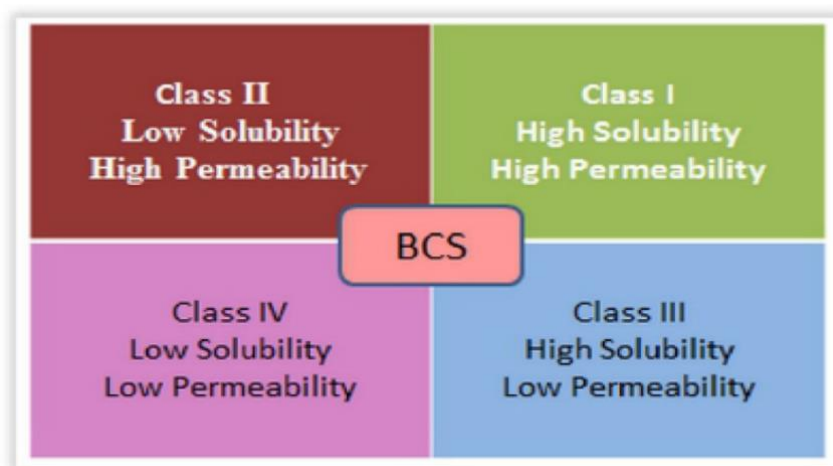 Class II
Low Solubility
High Permeability
Class I
High Solubility
High Permeability
BCS
Class IV
Low Solubility
Low Permeability
Class III
High Solubility
Low Permeability